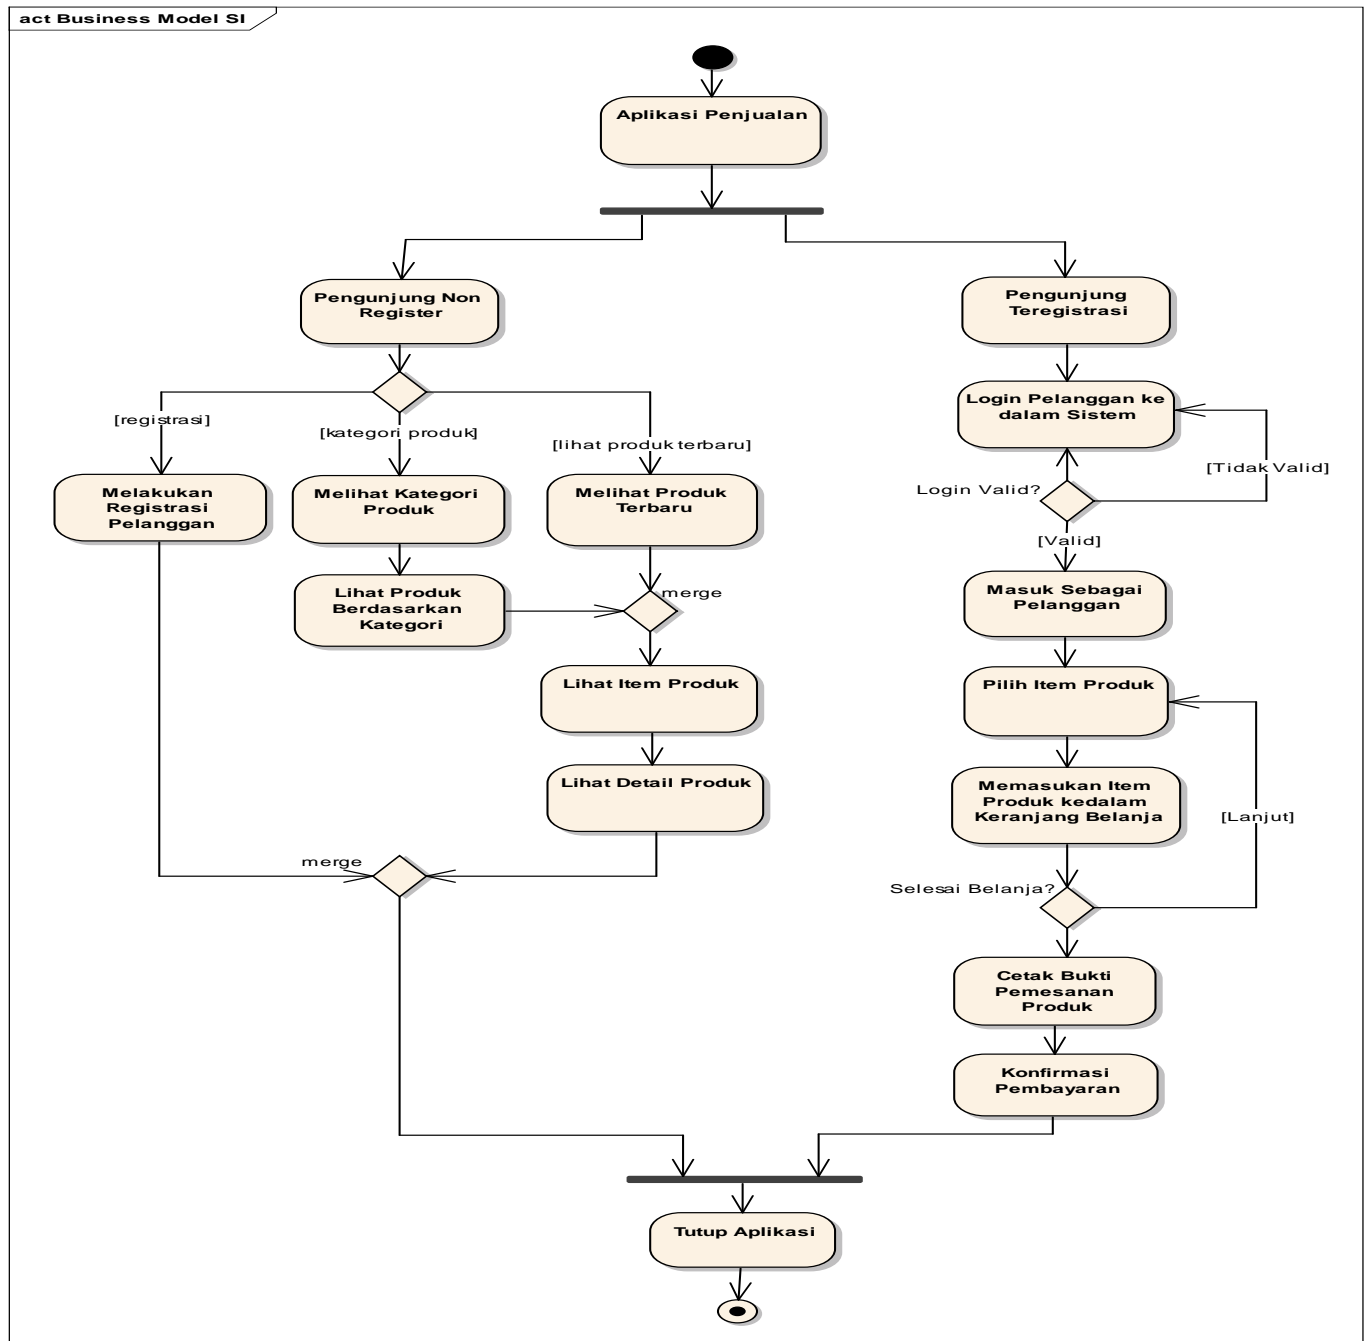 act Business Model SI
Aplikasi Penjualan
Pengunjung Non
Register
Pengunjung
Teregistrasi
[registrasi]
[kategori produk]
[lihat produk terbaru]
Login Pelanggan ke
dalam Sistem
[Tidak Valid]
Login Valid?
[Valid]
Melakukan
Registrasi
Pelanggan
Melihat Kategori
Produk
Melihat Produk
Terbaru
Lihat Produk
Berdasarkan
Kategori
merge
Masuk Sebagai
Pelanggan
Lihat Item Produk
Pilih Item Produk
Lihat Detail Produk
Memasukan Item
Produk kedalam
Keranjang Belanja
[Lanjut]
merge
Selesai Belanja?
Cetak Bukti
Pemesanan
Produk
Konfirmasi
Pembayaran
Tutup Aplikasi